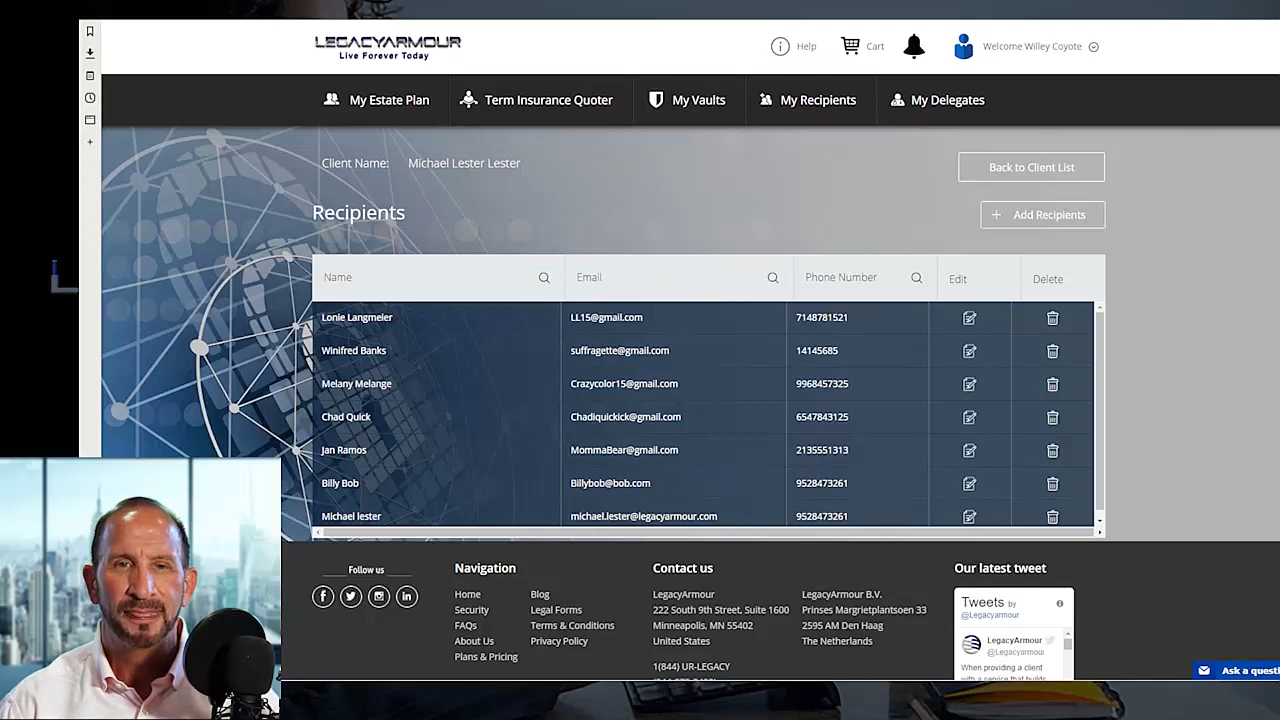 LEGACYARMOUR
Live Forever Today
Help
Cart
Welcome Willey Coyote
My Estate Plan
Term Insurance Quoter
My Vaults
My Recipients
My Delegates
Client Name: Michael Lester Lester
Back to Client List
Recipients
+ Add Recipients
Name Email Phone Number Edit Delete
Lonie Langmeier LL15@gmail.com 7148781521
Winifred Banks suffragette@gmail.com 14145685
Melany Melange Crazycolor15@gmail.com 9968457325
Chad Quick Chadiquickick@gmail.com 6547843125
Jan Ramos MommaBear@gmail.com 2135551313
Billy Bob Billybob@bob.com 9528473261
Michael lester michael.lester@legacyarmour.com 9528473261
Follow us
Navigation
Home
Security
FAQs
About Us
Plans & Pricing
Blog
Legal Forms
Terms & Conditions
Privacy Policy
Contact us
LegacyArmour
222 South 9th Street, Suite 1600
Minneapolis, MN 55402
United States
1(844) UR-LEGACY
LegacyArmour B.V.
Prinses Margrietplantsoen 33
2595 AM Den Haag
The Netherlands
Our latest tweet
Tweets by
@Legacyarmour
LegacyArmour
@Legacyarmour
When providing a client
with a service that builds
Ask a questi